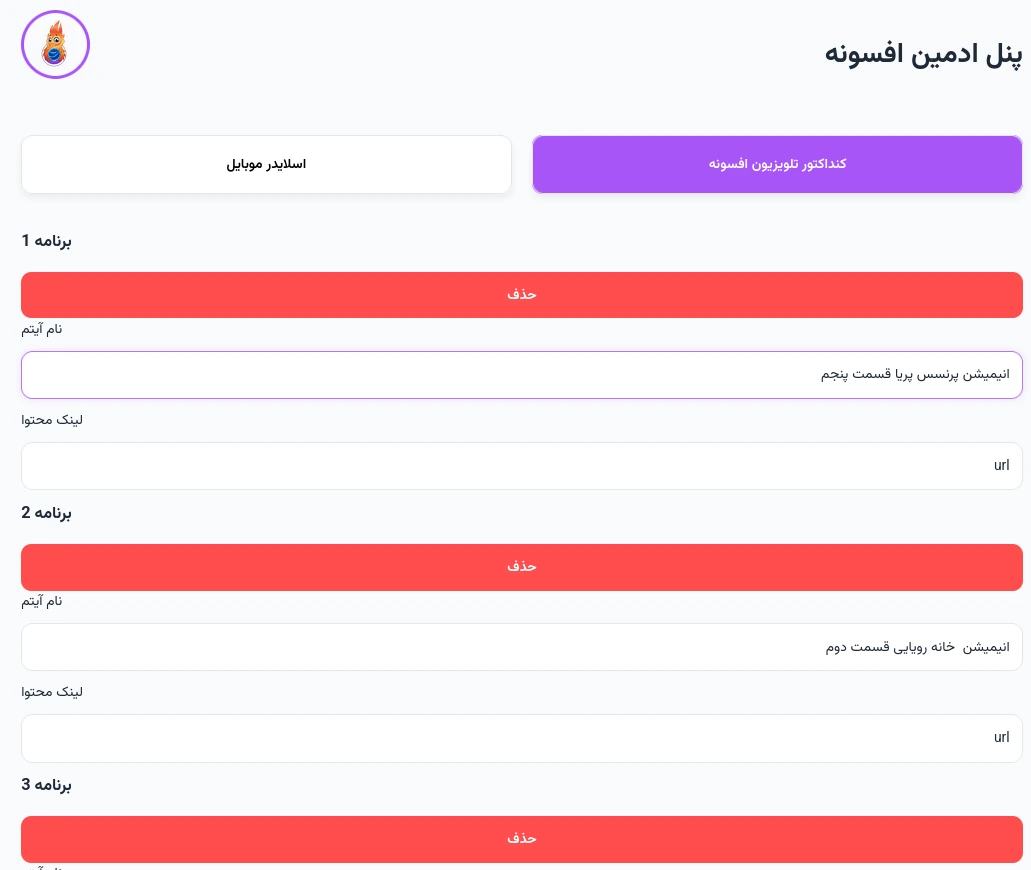 پنل ادمین افسونه
کنداکتور تلویزیون افسونه
اسلایدر موبایل
برنامه 1
حذف
نام آیتم
انیمیشن پرنسس پریا قسمت پنجم
لینک محتوا
url
برنامه 2
حذف
نام آیتم
انیمیشن  خانه رویایی قسمت دوم
لینک محتوا
url
برنامه 3
حذف